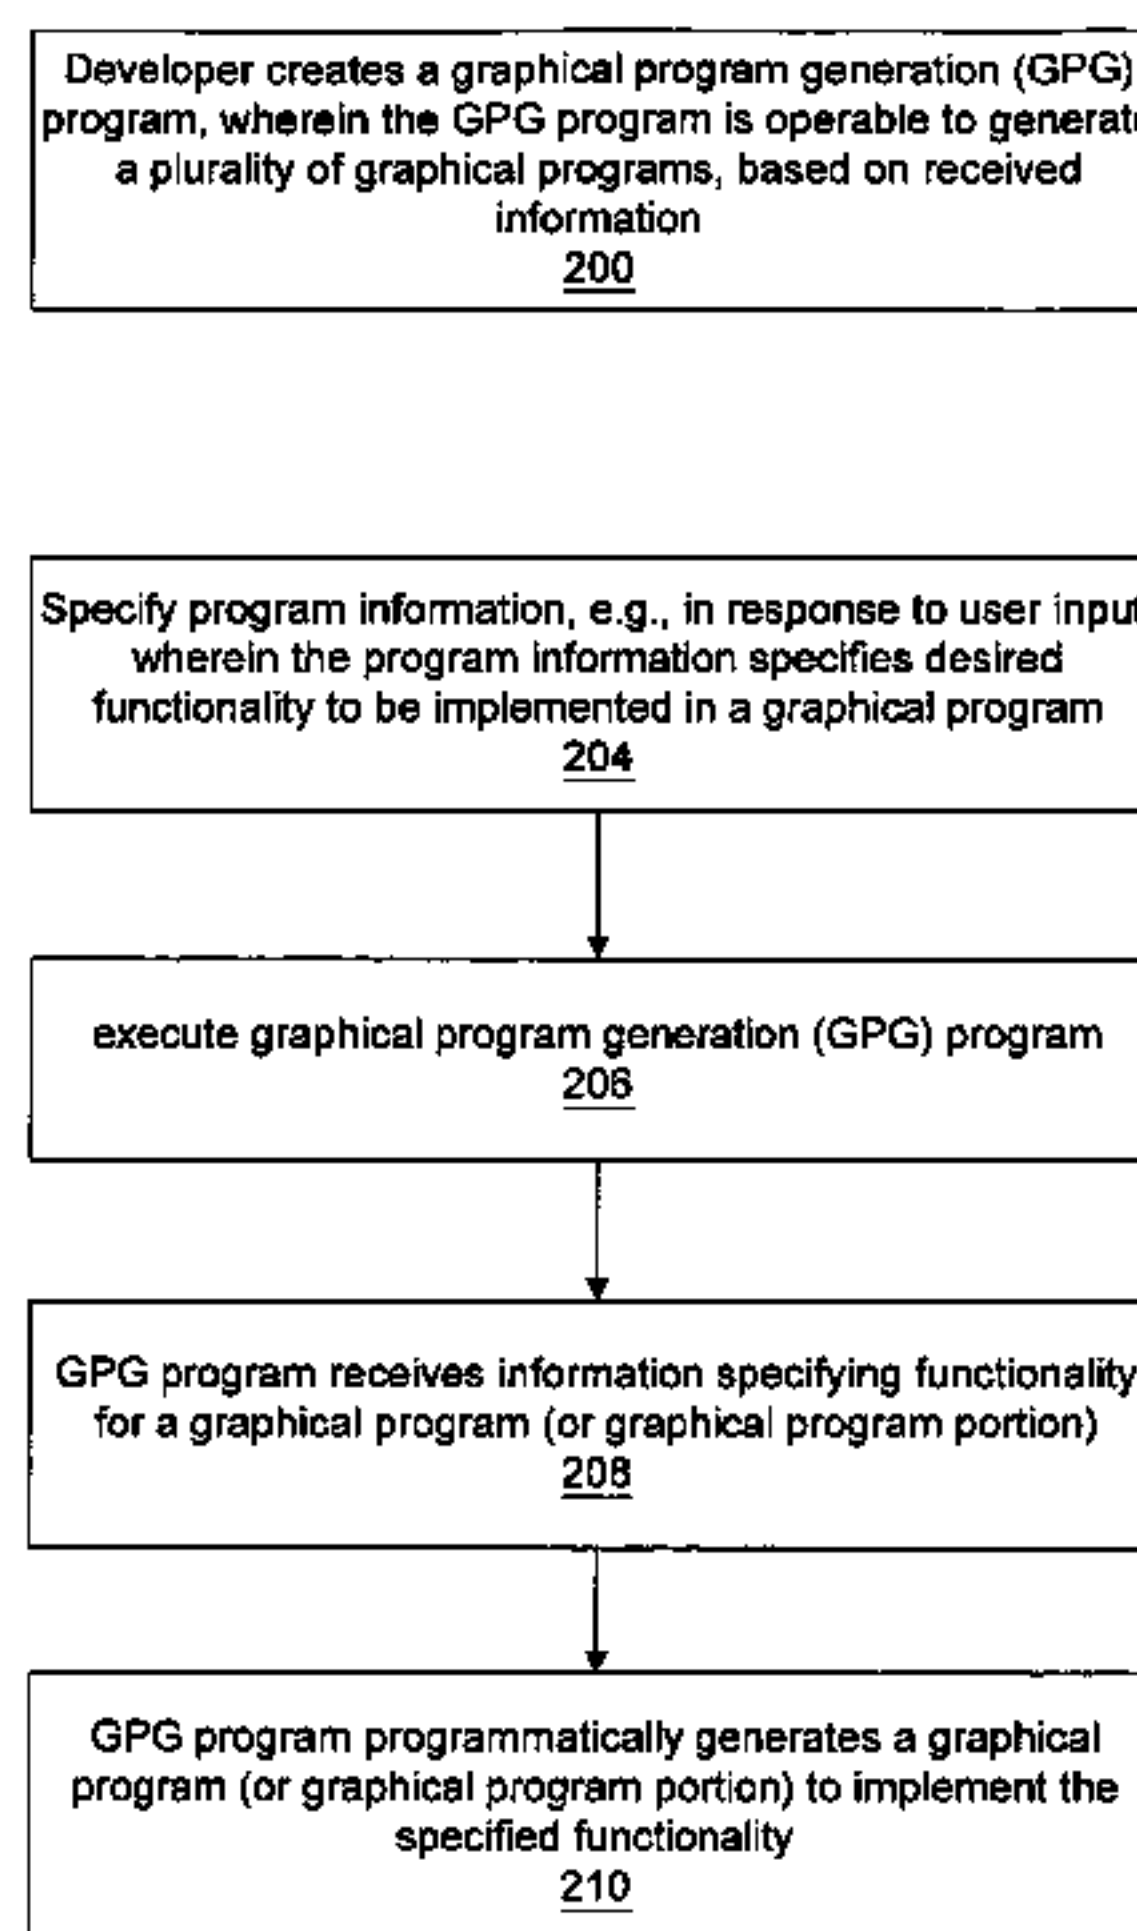 Developer creates a graphical program generation (GPG)
program, wherein the GPG program is operable to generate
a plurality of graphical programs, based on received
information
200
Specify program information, e.g., in response to user input
wherein the program information specifies desired
functionality to be implemented in a graphical program
204
execute graphical program generation (GPG) program
206
GPG program receives information specifying functionality
for a graphical program (or graphical program portion)
208
GPG program programmatically generates a graphical
program (or graphical program portion) to implement the
specified functionality
210